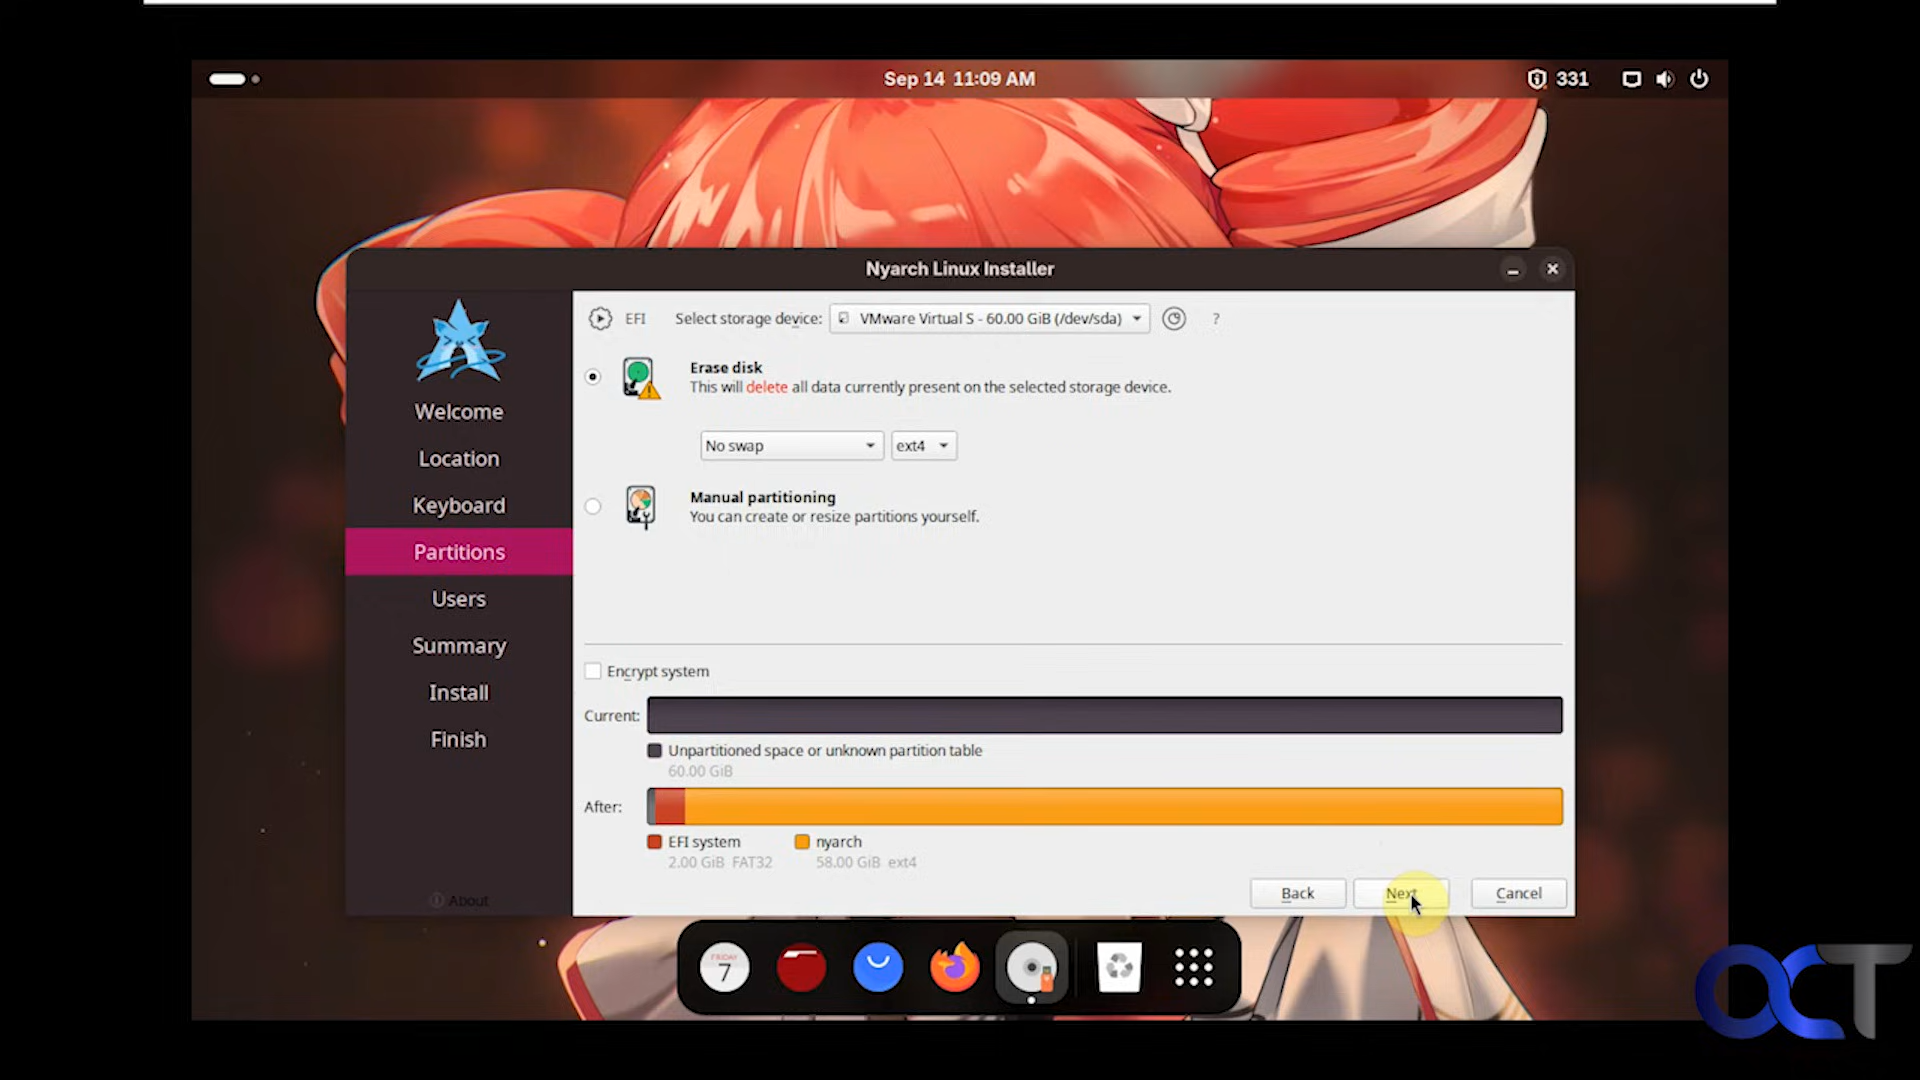 Sep 14 11:09 AM
331
Nyarch Linux Installer
EFI
Select storage device:
VMware Virtual S - 60.00 GiB (/dev/sda)
?
Welcome
Location
Keyboard
Partitions
Users
Summary
Install
Finish
About
Erase disk
This will delete all data currently present on the selected storage device.
No swap
ext4
Manual partitioning
You can create or resize partitions yourself.
Encrypt system
Current:
Unpartitioned space or unknown partition table
60.00 GiB
After:
EFI system
2.00 GiB FAT32
nyarch
58.00 GiB ext4
Back
Next
Cancel
FRIDAY
7
OCT